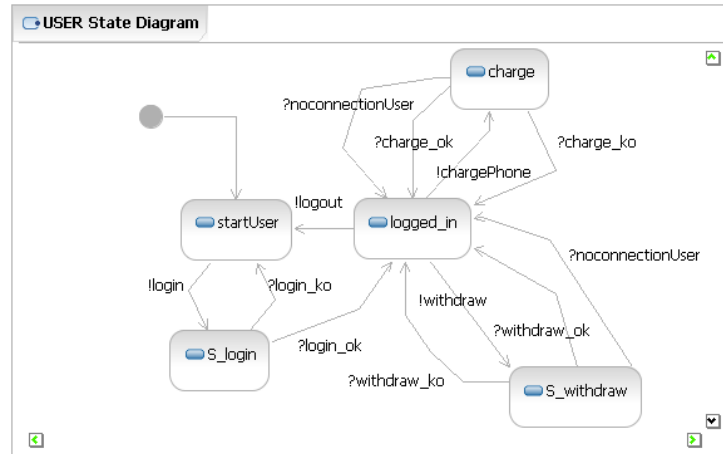 USER State Diagram
charge
?noconnectionUser
?charge_ok
?charge_ko
!chargePhone
!logout
startUser
logged_in
?noconnectionUser
!login
?login_ko
!withdraw
?withdraw_ok
S_login
?login_ok
?withdraw_ko
S_withdraw